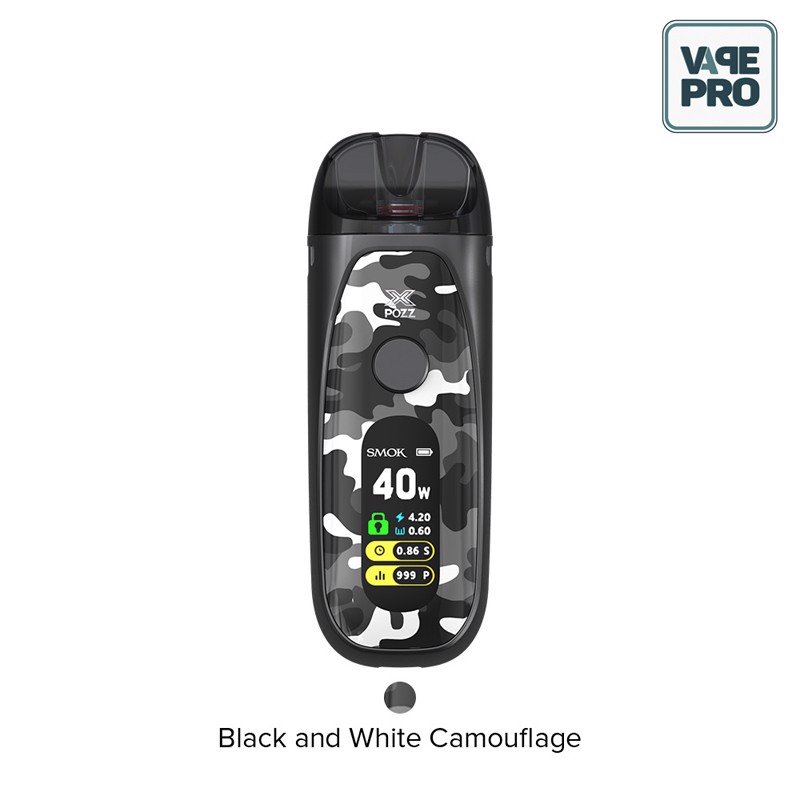 VAPE
PRO
X
POZZ
SMOK
40W
4.20
0.60
0.86 S
999 P
Black and White Camouflage